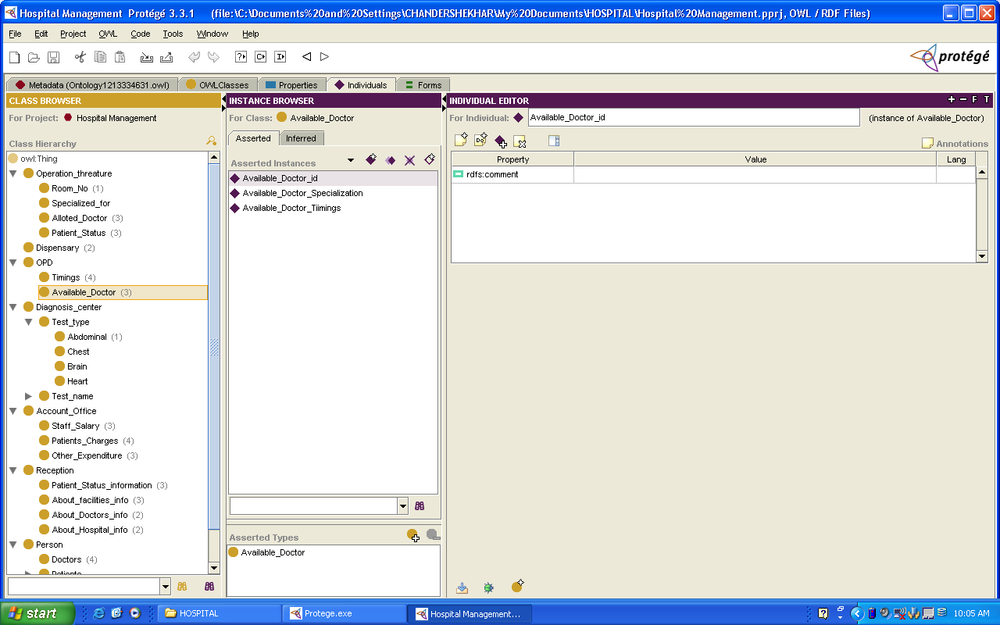 Hospital Management Protégé 3.3.1 (file:\C:\Documents%20and%20Settings\CHANDERSHEKHAR\My%20Documents\HOSPITAL\Hospital%20Management.pprj, OWL / RDF Files)
File Edit Project OWL Code Tools Window Help
protégé
Metadata (Ontology1213334631.owl) OWLClasses Properties Individuals Forms
CLASS BROWSER
For Project: Hospital Management
Class Hierarchy
owl:Thing
Operation_threature
Room_No (1)
Specialized_for
Alloted_Doctor (3)
Patient_Status (3)
Dispensary (2)
OPD
Timings (4)
Available_Doctor (3)
Diagnosis_center
Test_type
Abdominal (1)
Chest
Brain
Heart
Test_name
Account_Office
Staff_Salary (3)
Patients_Charges (4)
Other_Expenditure (3)
Reception
Patient_Status_information (3)
About_facilities_info (3)
About_Doctors_info (2)
About_Hospital_info (2)
Person
Doctors (4)
INSTANCE BROWSER
For Class: Available_Doctor
Asserted Inferred
Asserted Instances
Available_Doctor_id
Available_Doctor_Specialization
Available_Doctor_Tiimings
Asserted Types
Available_Doctor
INDIVIDUAL EDITOR + − F T
For Individual: Available_Doctor_id (instance of Available_Doctor)
Annotations
Property Value Lang
rdfs:comment
start HOSPITAL Protege.exe Hospital Management... 10:05 AM